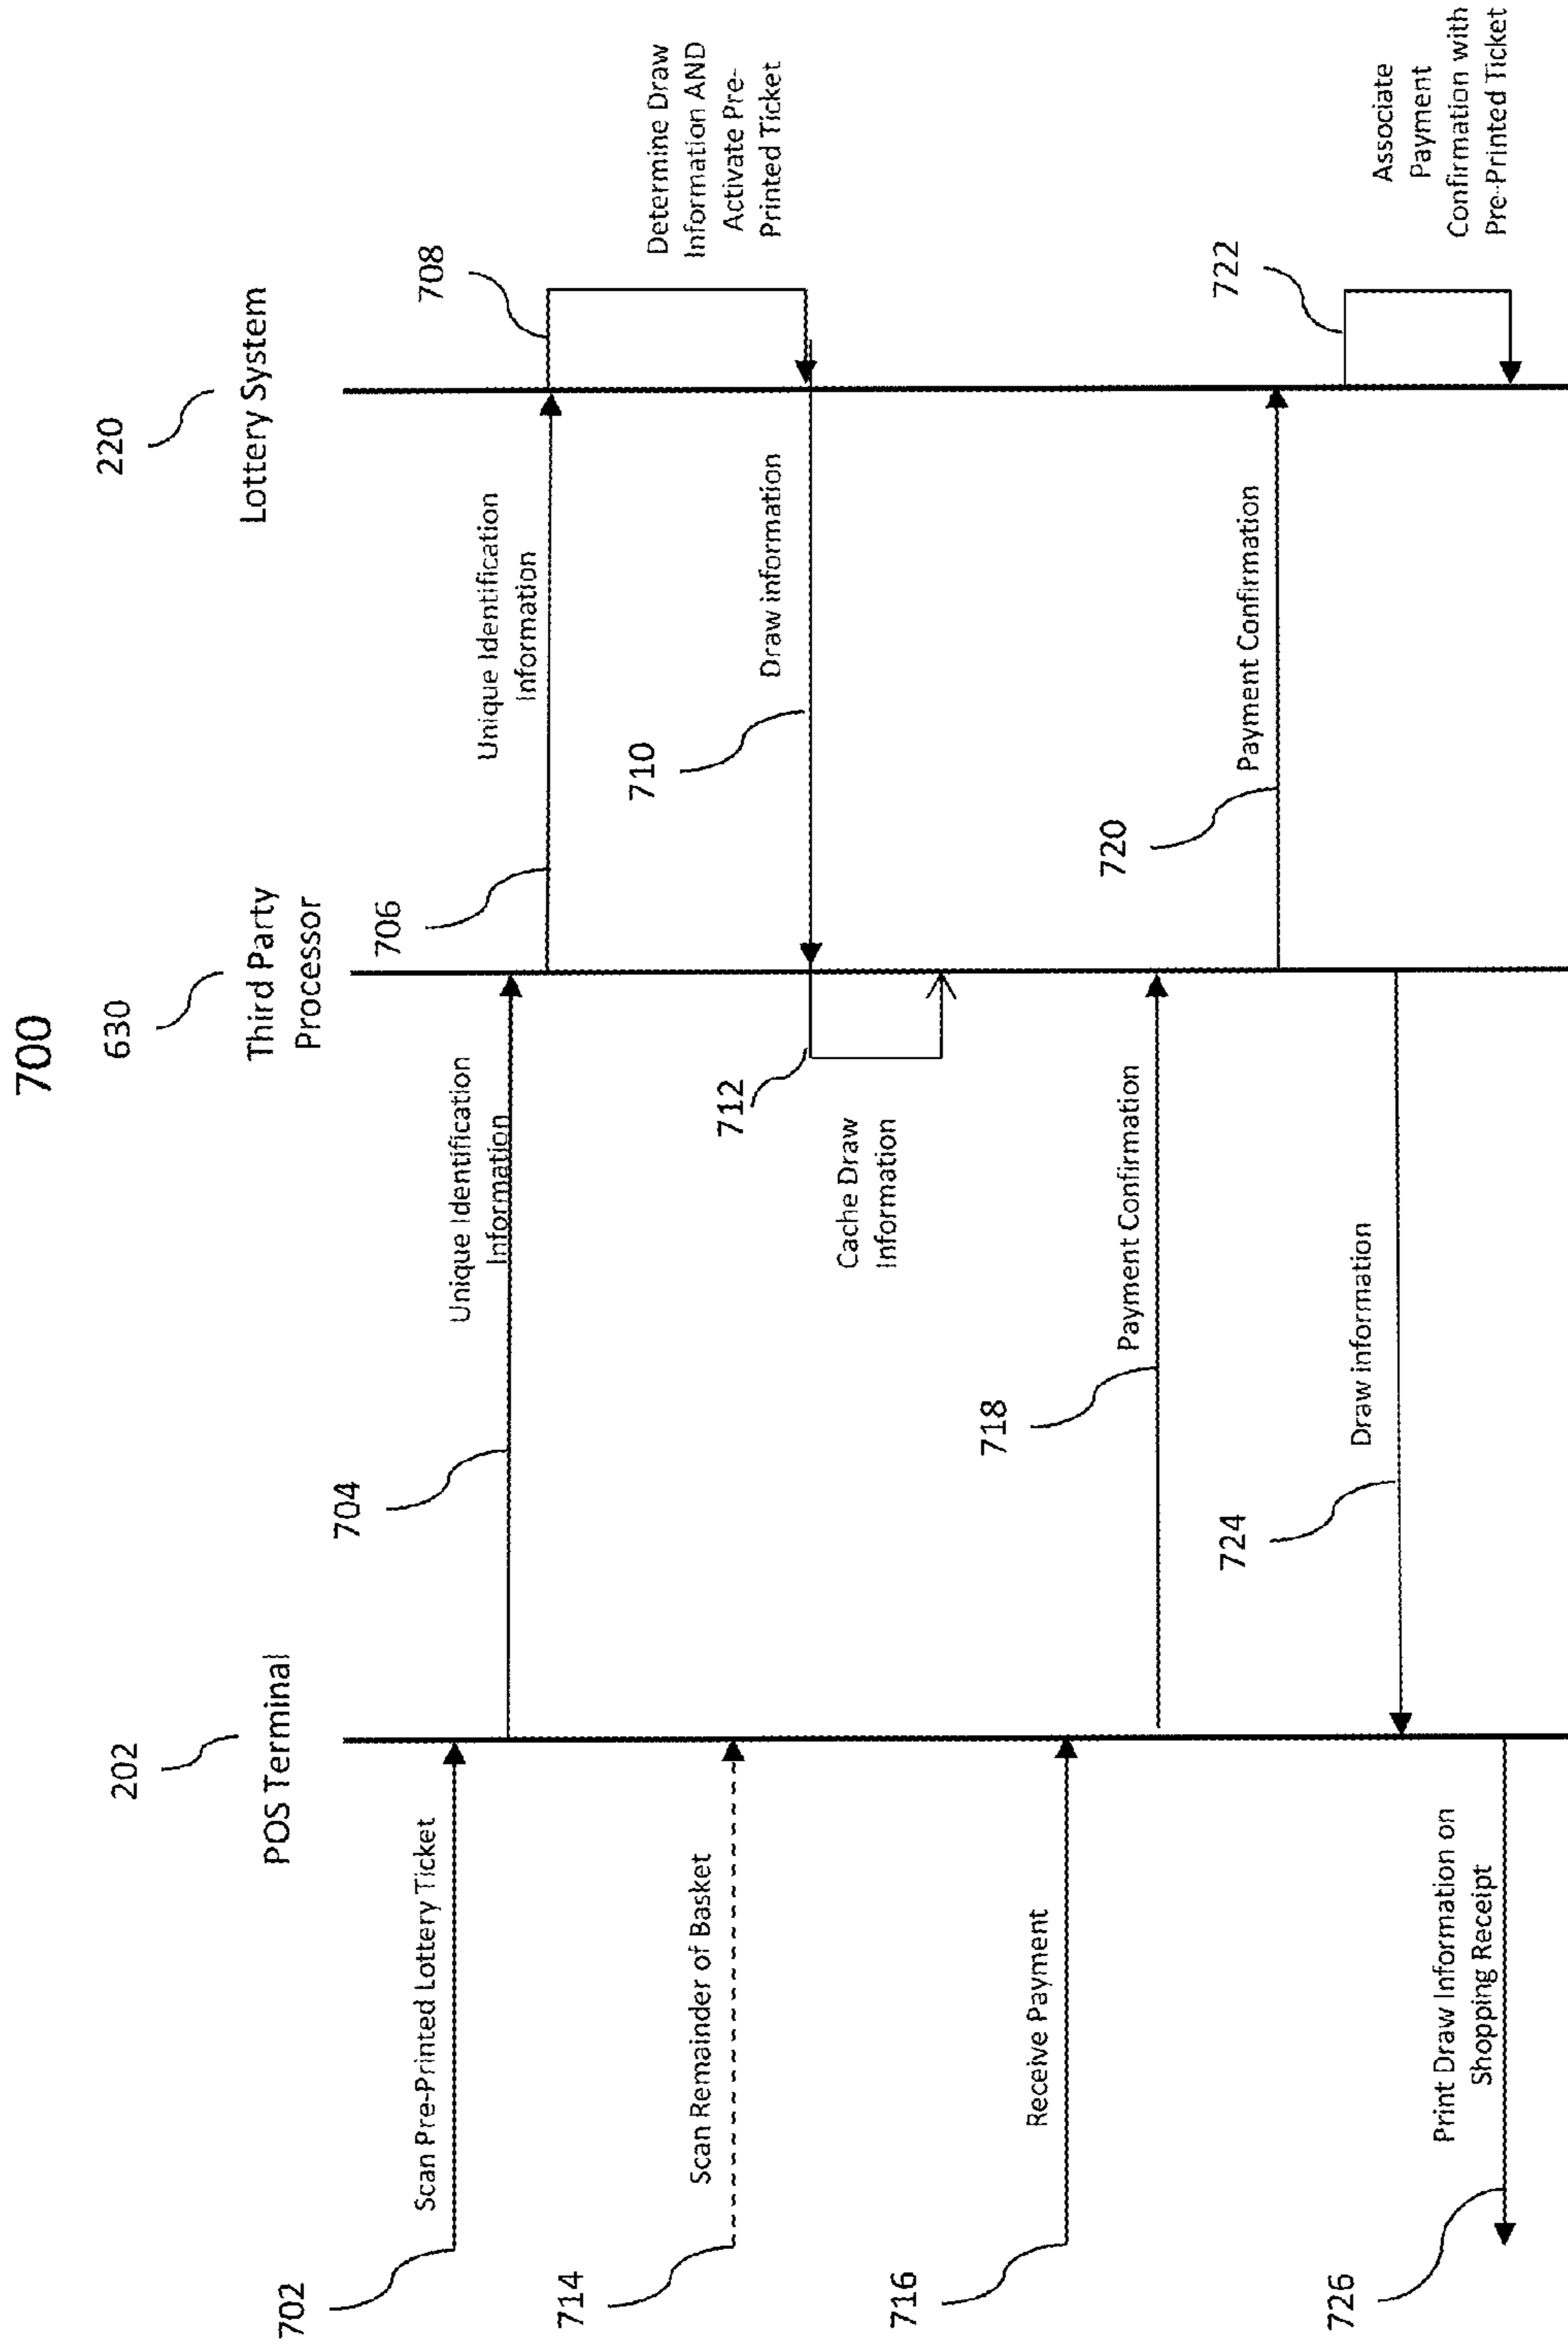 700
202
POS Terminal
630
Third Party
Processor
220
Lottery System
702
Scan Pre-Printed Lottery Ticket
704
Unique Identification
Information
706
Unique Identification
Information
708
Determine Draw
Information AND
Activate Pre-
Printed Ticket
710
Draw information
712
Cache Draw
Information
714
Scan Remainder of Basket
716
Receive Payment
718
Payment Confirmation
720
Payment Confirmation
722
Associate
Payment
Confirmation with
Pre-Printed Ticket
724
Draw information
726
Print Draw Information on
Shopping Receipt